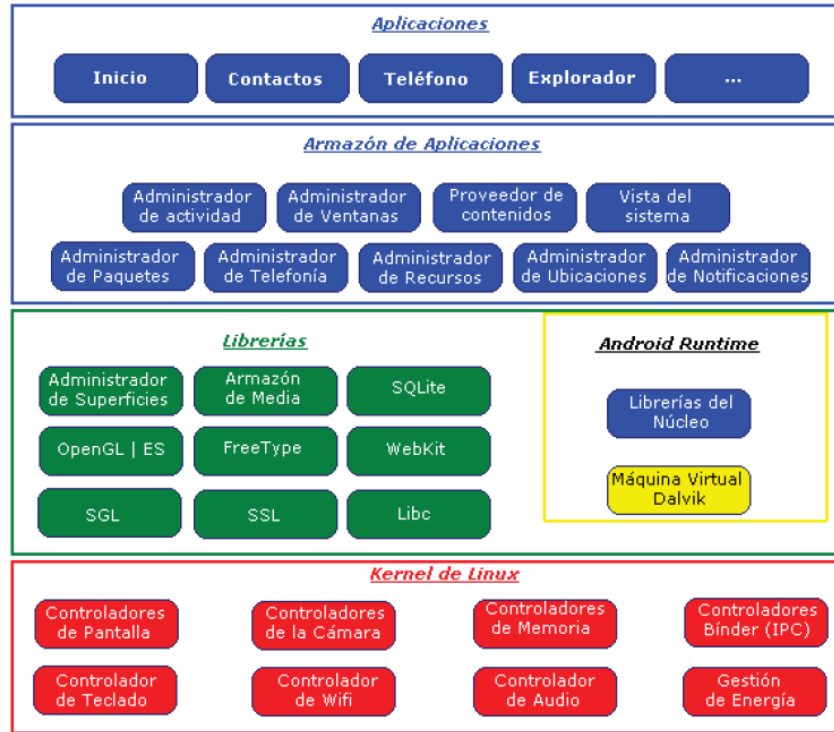 Aplicaciones
Inicio
Contactos
Teléfono
Explorador
...
Armazón de Aplicaciones
Administrador
de actividad
Administrador
de Ventanas
Proveedor de
contenidos
Vista del
sistema
Administrador
de Paquetes
Administrador
de Telefonía
Administrador
de Recursos
Administrador
de Ubicaciones
Administrador
de Notificaciones
Librerías
Administrador
de Superficies
Armazón
de Media
SQLite
OpenGL | ES
FreeType
WebKit
SGL
SSL
Libc
Android Runtime
Librerías del
Núcleo
Máquina Virtual
Dalvik
Kernel de Linux
Controladores
de Pantalla
Controladores
de la Cámara
Controladores
de Memoria
Controladores
Bínder (IPC)
Controlador
de Teclado
Controlador
de Wifi
Controlador
de Audio
Gestión
de Energía